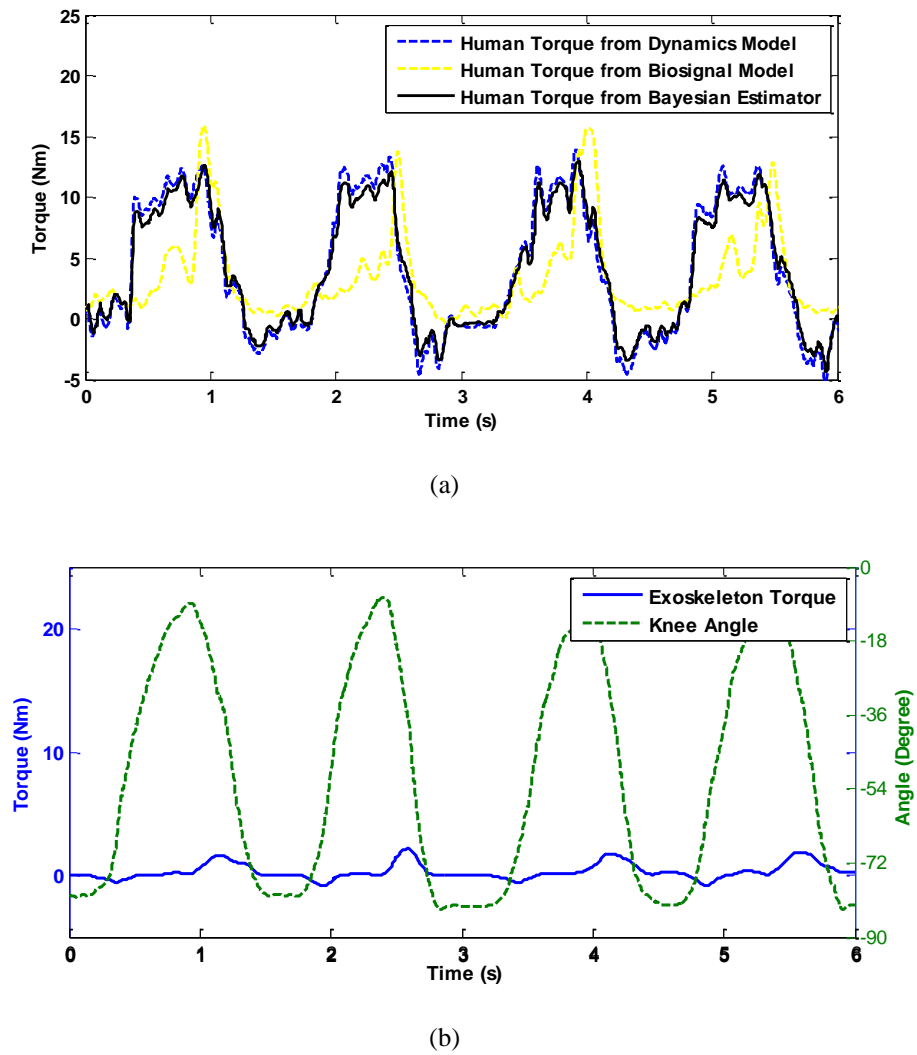 25
20
15
10
5
0
-5
0 1 2 3 4 5 6
Torque (Nm)
Time (s)
Human Torque from Dynamics Model
Human Torque from Biosignal Model
Human Torque from Bayesian Estimator
(a)
20
10
0
Torque (Nm)
0 1 2 3 4 5 6
Time (s)
Exoskeleton Torque
Knee Angle
0
-18
-36
-54
-72
-90
Angle (Degree)
(b)